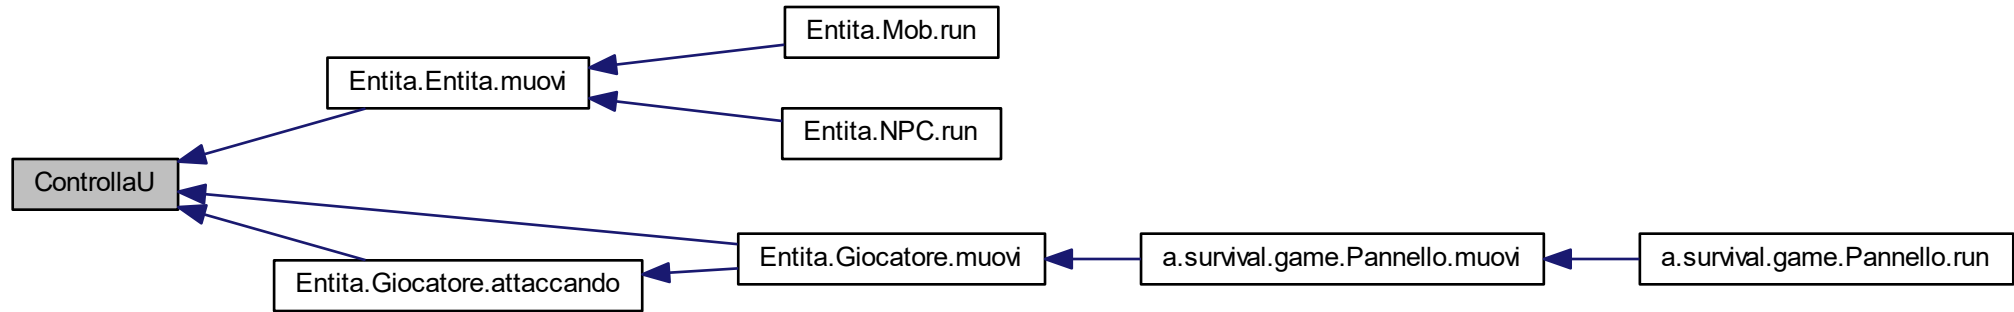 Entita.Mob.run
Entita.Entita.muovi
Entita.NPC.run
ControllaU
Entita.Giocatore.muovi
a.survival.game.Pannello.muovi
a.survival.game.Pannello.run
Entita.Giocatore.attaccando